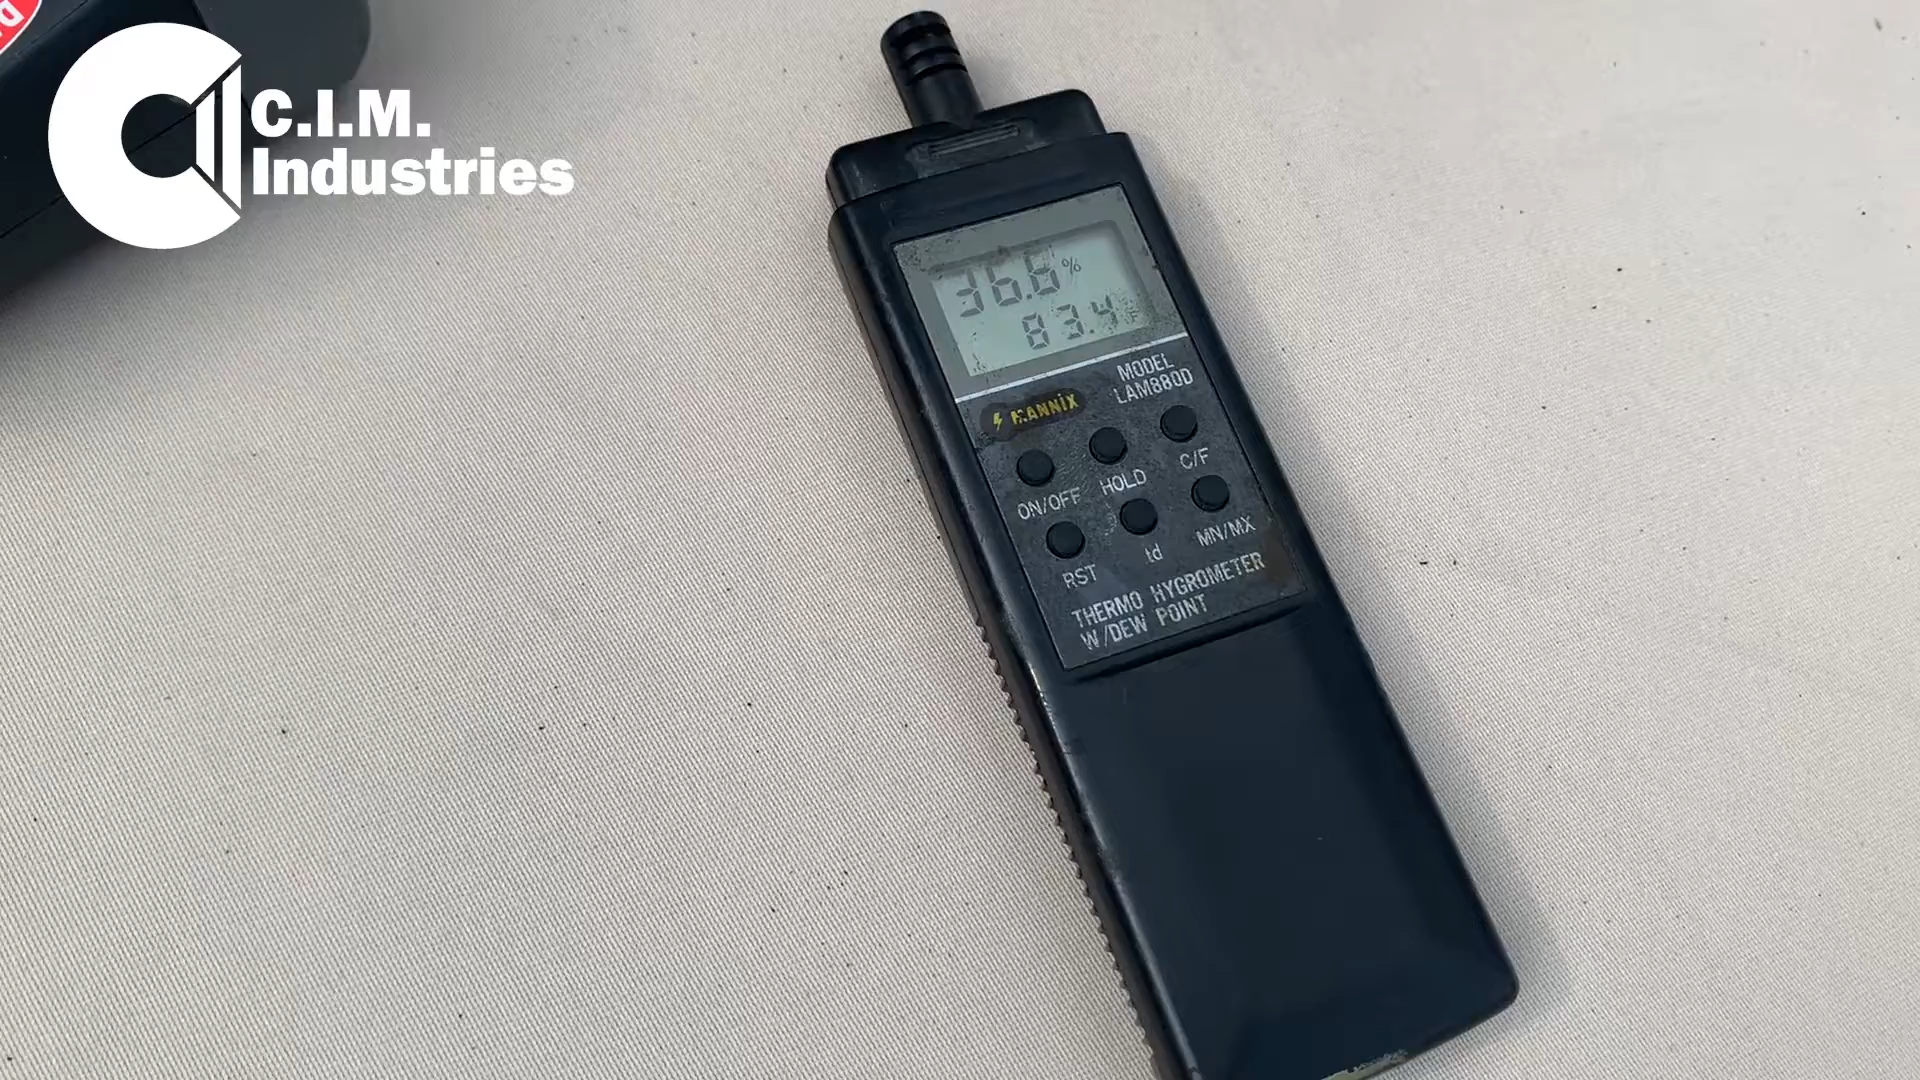 C.I.M.
Industries
36.6%
83.4°F
MODEL
LAM880D
MANNIX
ON/OFF
HOLD
C/F
RST
td
MN/MX
THERMO HYGROMETER
W/DEW POINT